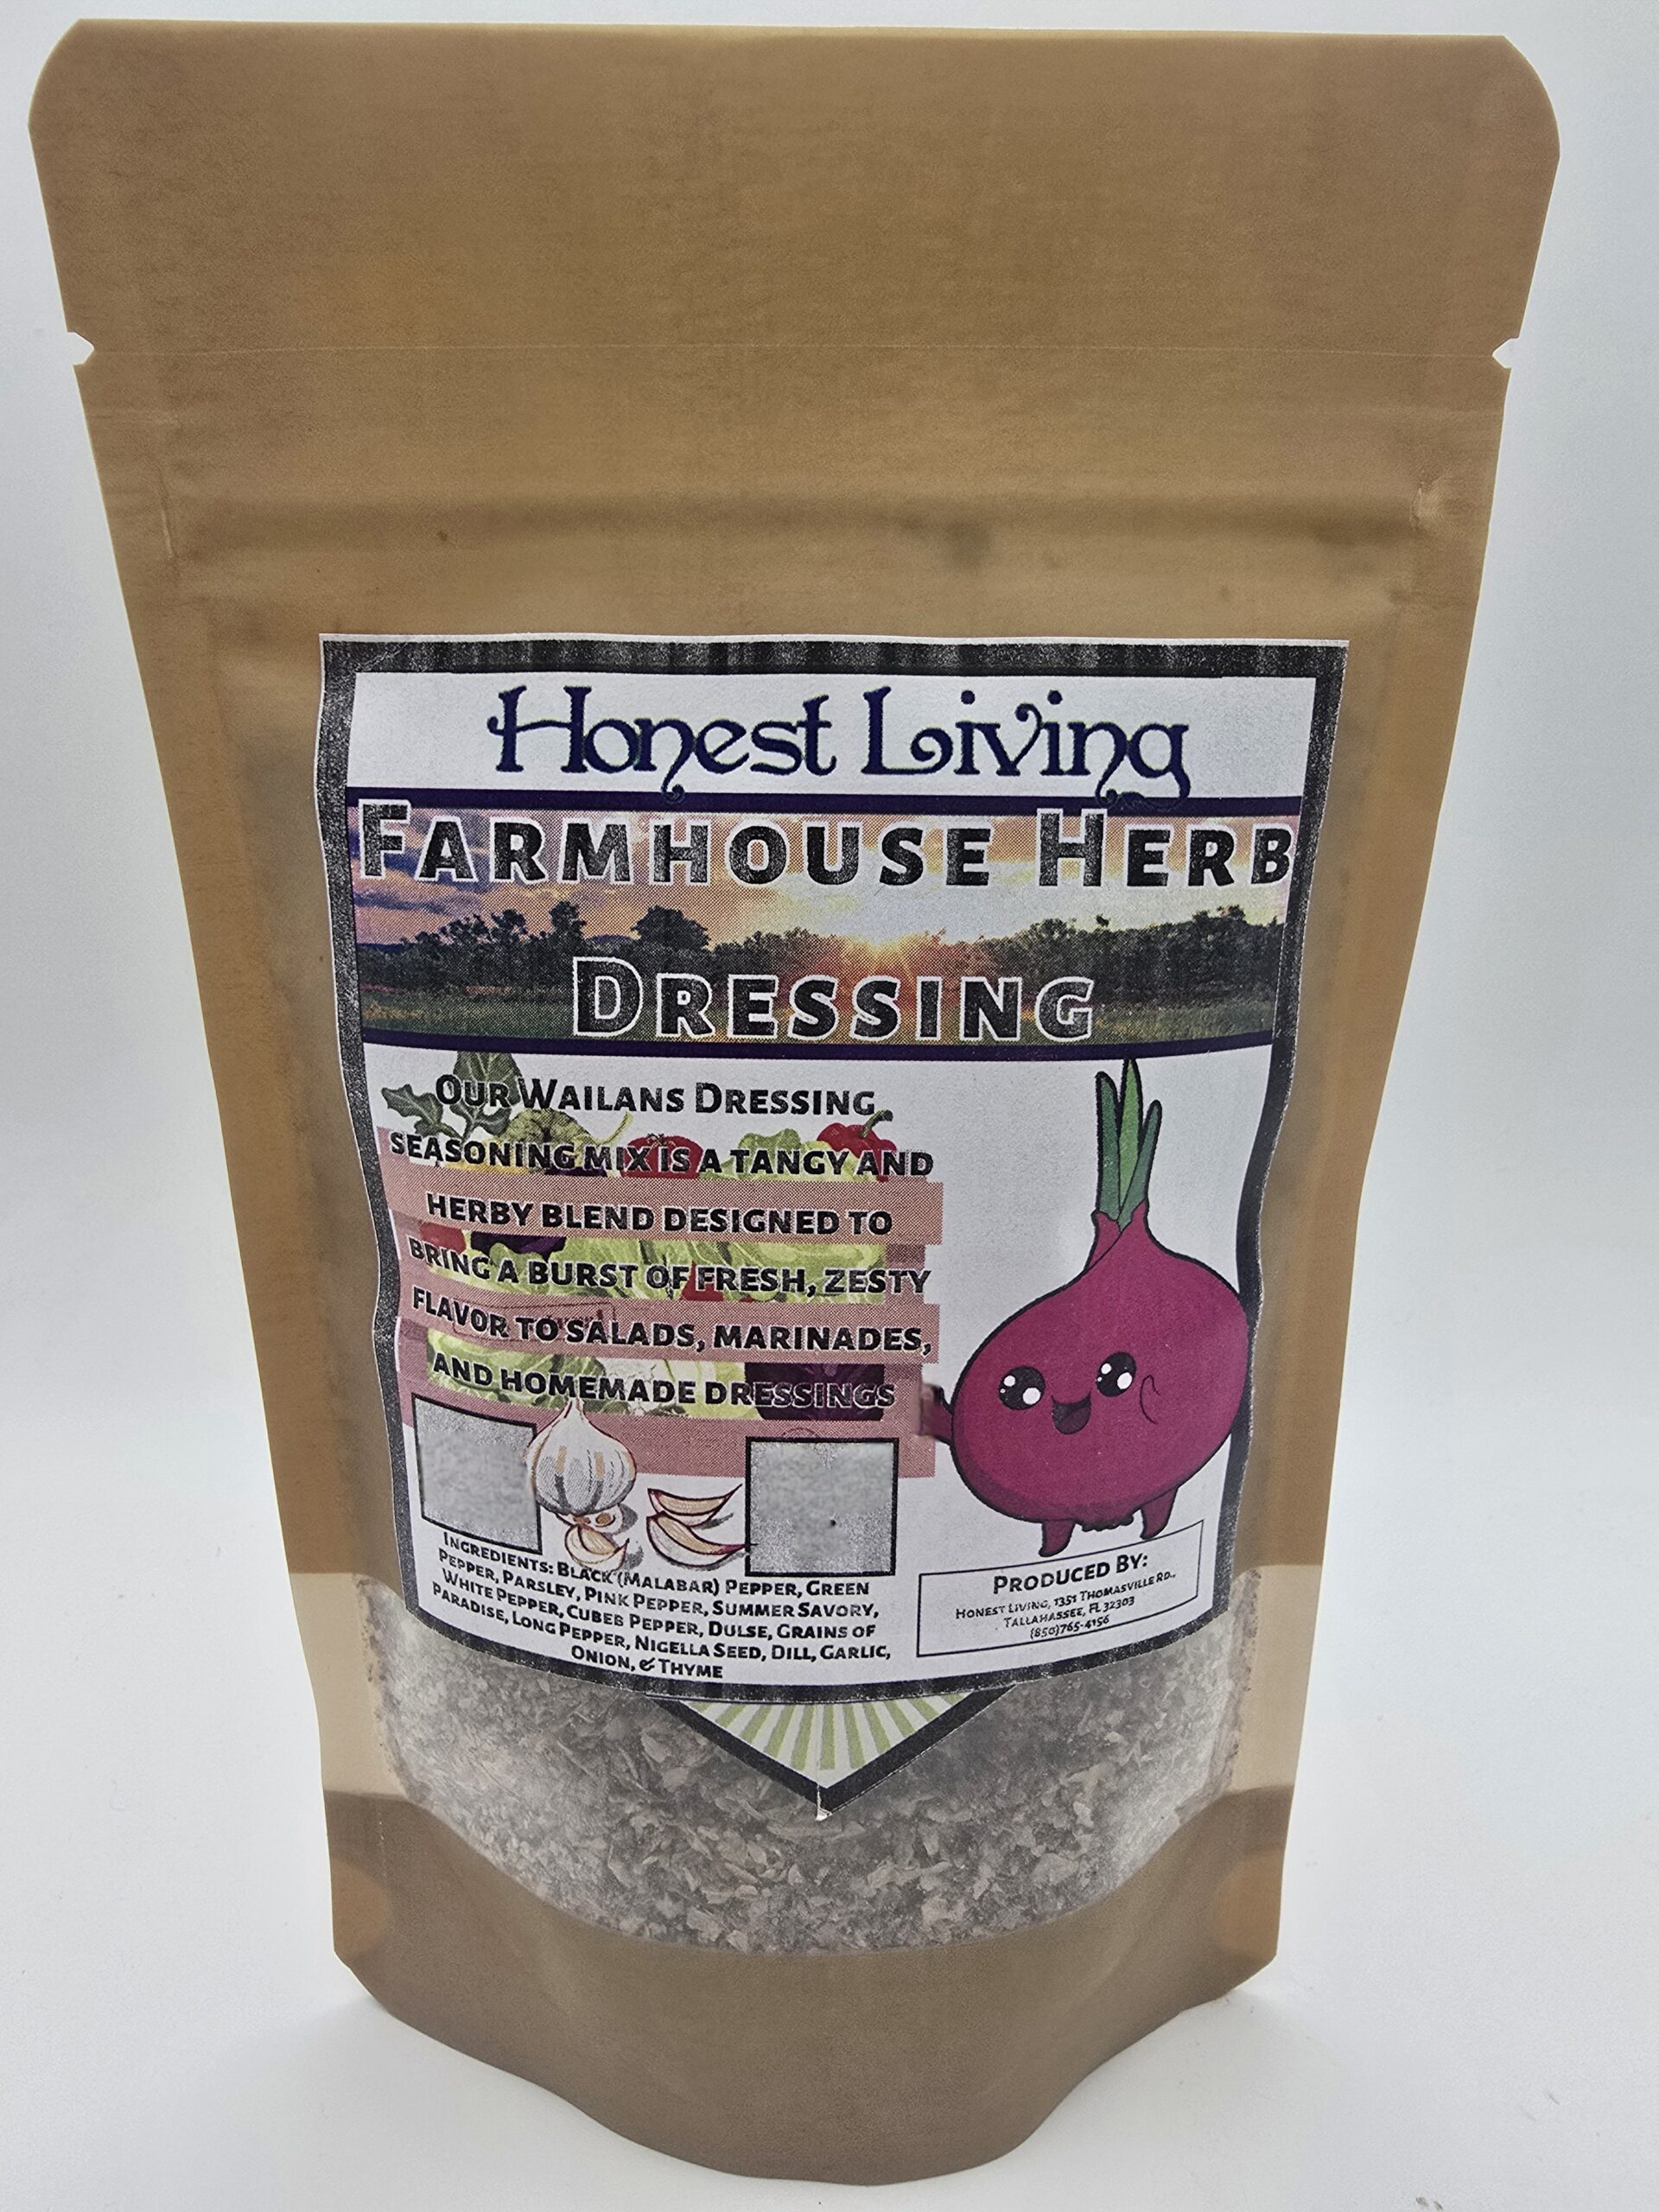 Honest Living
FARMHOUSE HERB
DRESSING
OUR WAILANS DRESSING
SEASONING MIX IS A TANGY AND
HERBY BLEND DESIGNED TO
BRING A BURST OF FRESH, ZESTY
FLAVOR TO SALADS, MARINADES,
AND HOMEMADE DRESSINGS
INGREDIENTS: BLACK (MALABAR) PEPPER, GREEN
PEPPER, PARSLEY, PINK PEPPER, SUMMER SAVORY,
WHITE PEPPER, CUBEB PEPPER, DULSE, GRAINS OF
PARADISE, LONG PEPPER, NIGELLA SEED, DILL, GARLIC,
ONION, & THYME
PRODUCED BY:
HONEST LIVING, 1351 THOMASVILLE RD.,
TALLAHASSEE, FL 32303
(850)765-4156